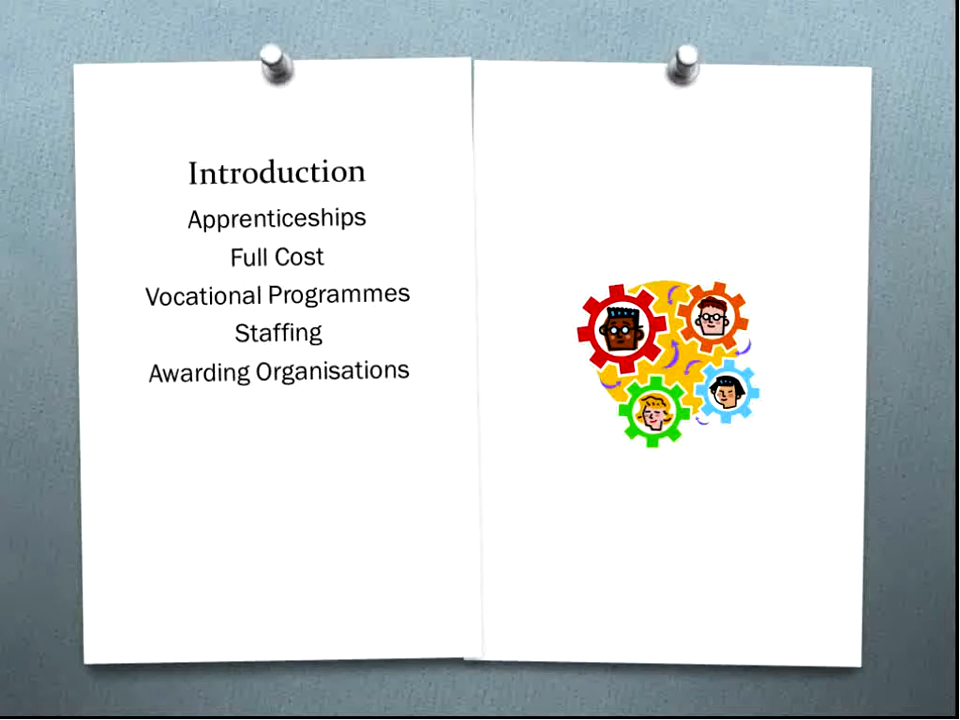 Introduction
Apprenticeships
Full Cost
Vocational Programmes
Staffing
Awarding Organisations